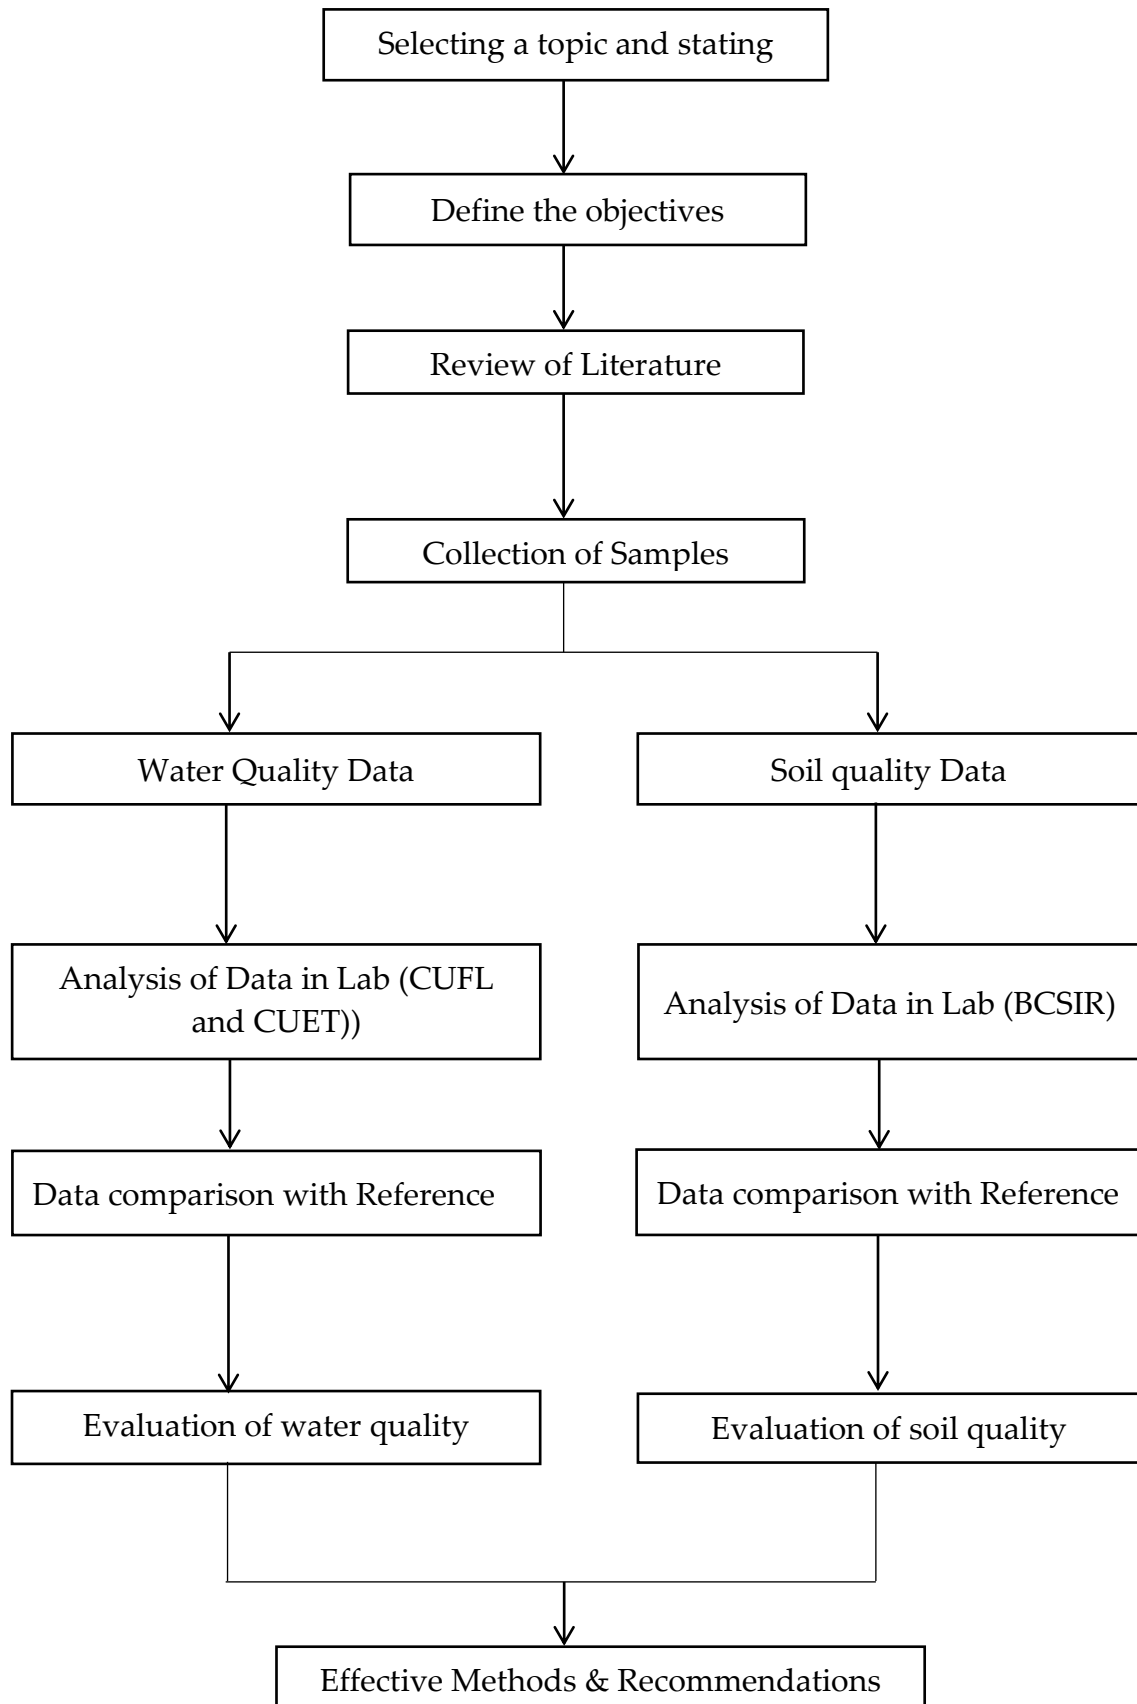 Selecting a topic and stating
Define the objectives
Review of Literature
Collection of Samples
Water Quality Data
Soil quality Data
Analysis of Data in Lab (CUFL
and CUET))
Analysis of Data in Lab (BCSIR)
Data comparison with Reference
Data comparison with Reference
Evaluation of water quality
Evaluation of soil quality
Effective Methods & Recommendations